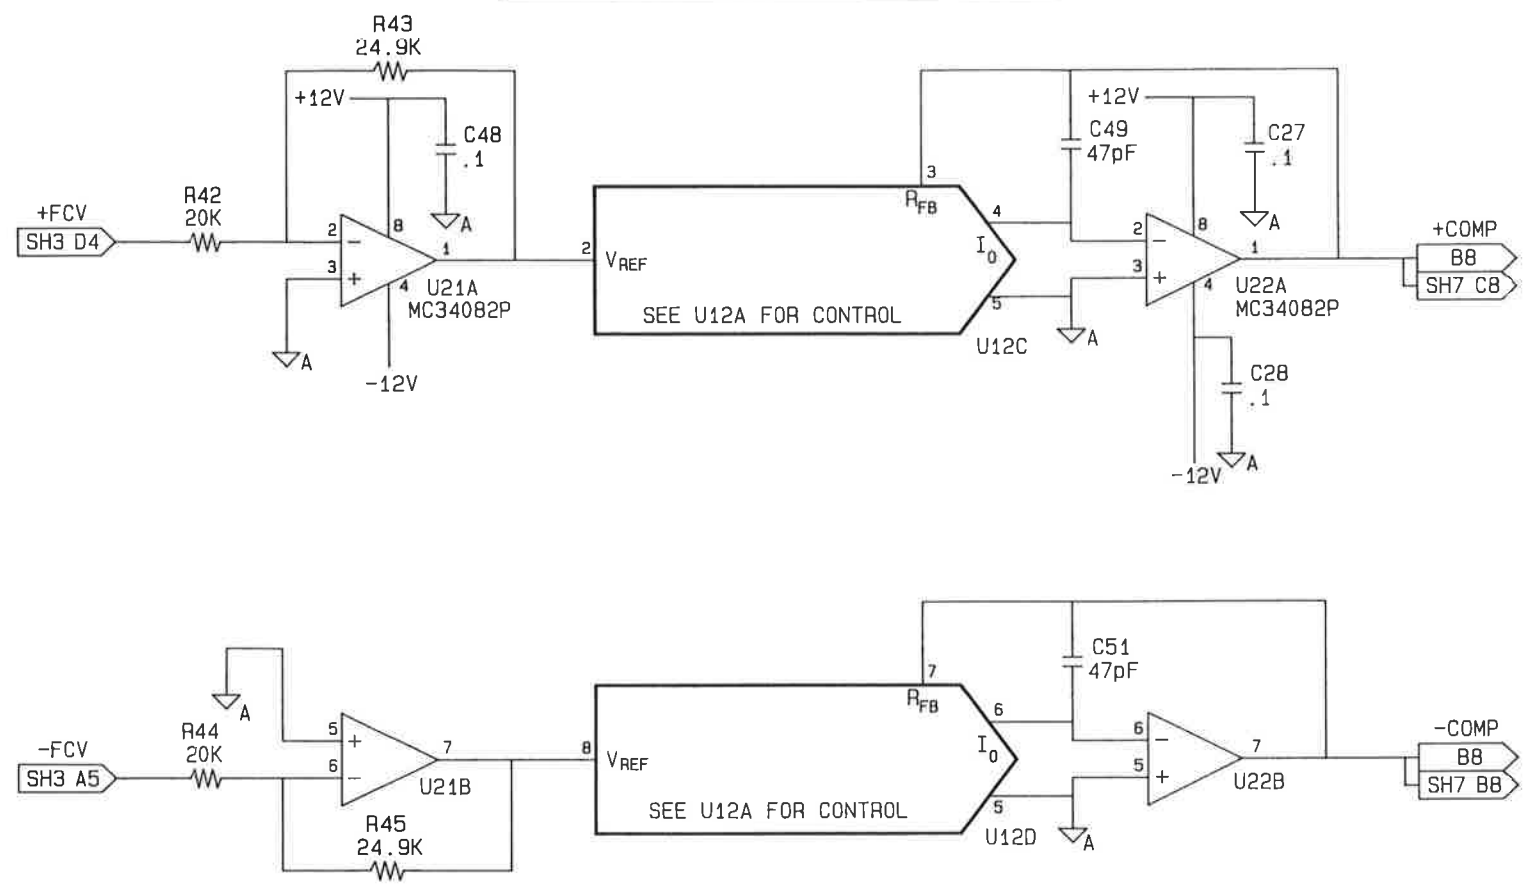 R43
24.9K
+12V
C48
.1
R42
20K
+FCV
SH3 D4
2
3
8
1
4
U21A
MC34082P
A
A
-12V
2
VREF
SEE U12A FOR CONTROL
RFB
3
4
IO
5
U12C
C49
47pF
A
+12V
C27
.1
A
2
3
8
1
4
U22A
MC34082P
C28
.1
A
-12V
+COMP
B8
SH7 C8
A
R44
20K
-FCV
SH3 A5
5
6
7
U21B
R45
24.9K
8
VREF
SEE U12A FOR CONTROL
RFB
7
6
IO
5
U12D
C51
47pF
A
6
5
7
U22B
-COMP
B8
SH7 B8